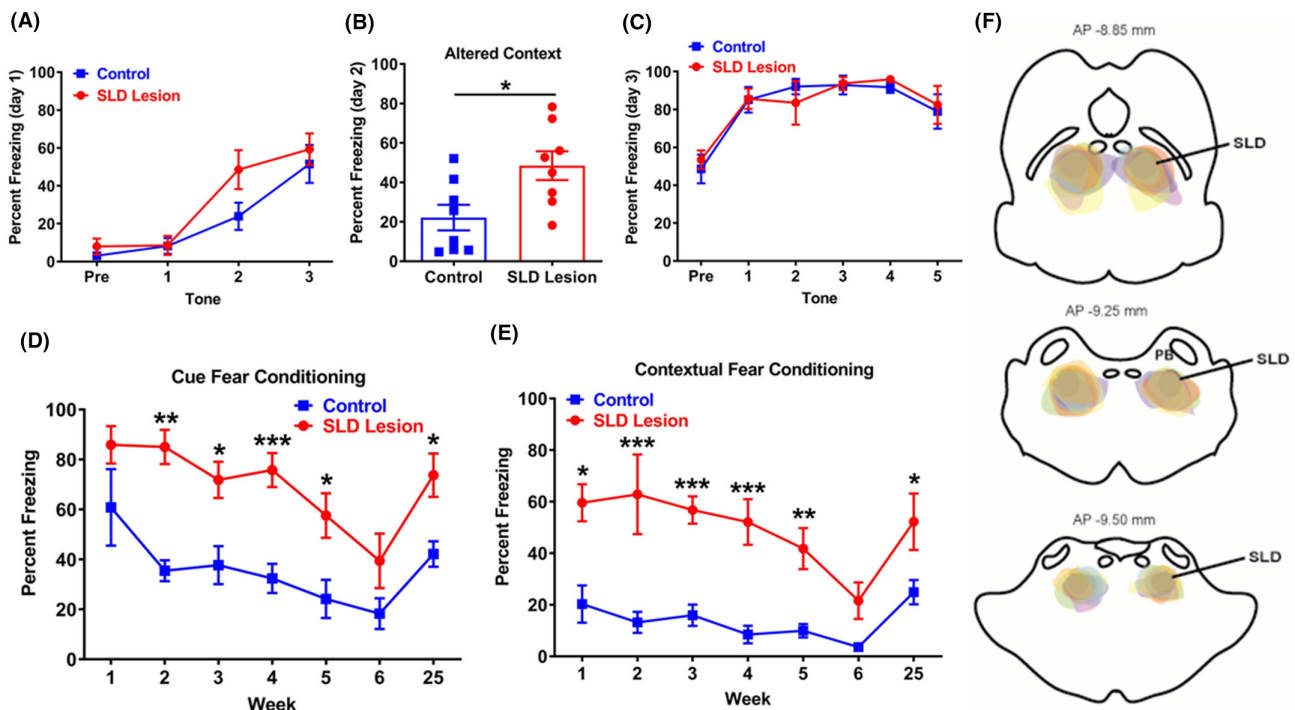 (A)
Control
SLD Lesion
Percent Freezing (day 1)
100
80
60
40
20
0
Pre
1
2
3
Tone
(B)
Altered Context
*
Percent Freezing (day 2)
100
80
60
40
20
0
Control
SLD Lesion
(C)
Control
SLD Lesion
Percent Freezing (day 3)
100
80
60
40
20
0
Pre
1
2
3
4
5
Tone
(D)
Cue Fear Conditioning
Control
SLD Lesion
Percent Freezing
100
80
60
40
20
0
**
*
***
*
*
1
2
3
4
5
6
25
Week
(E)
Contextual Fear Conditioning
Control
SLD Lesion
Percent Freezing
100
80
60
40
20
0
*
***
***
***
**
*
1
2
3
4
5
6
25
Week
(F)
AP -8.85 mm
SLD
AP -9.25 mm
PB
SLD
AP -9.50 mm
SLD